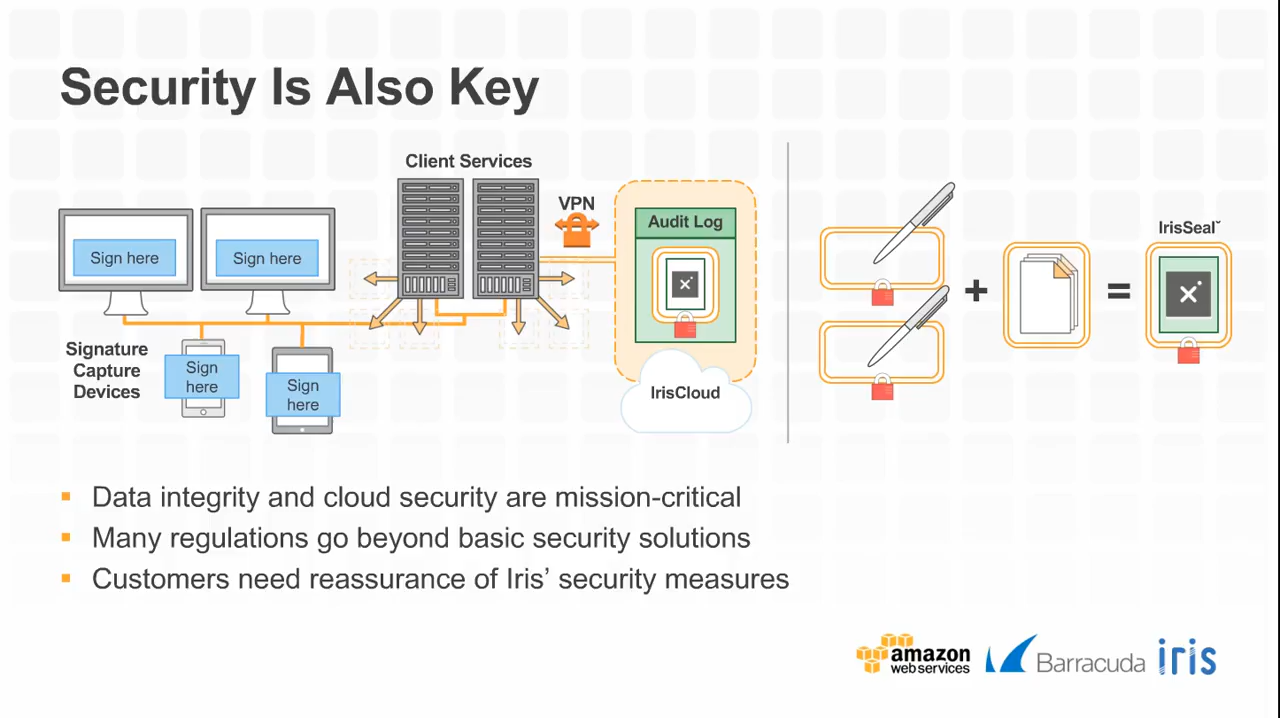 Security Is Also Key
Client Services
VPN
Audit Log
IrisSeal˘
Sign here
Sign here
Signature
Capture
Devices
Sign
here
Sign
here
IrisCloud
+
=
Data integrity and cloud security are mission-critical
Many regulations go beyond basic security solutions
Customers need reassurance of Iris’ security measures
amazon
web services
Barracuda
iris